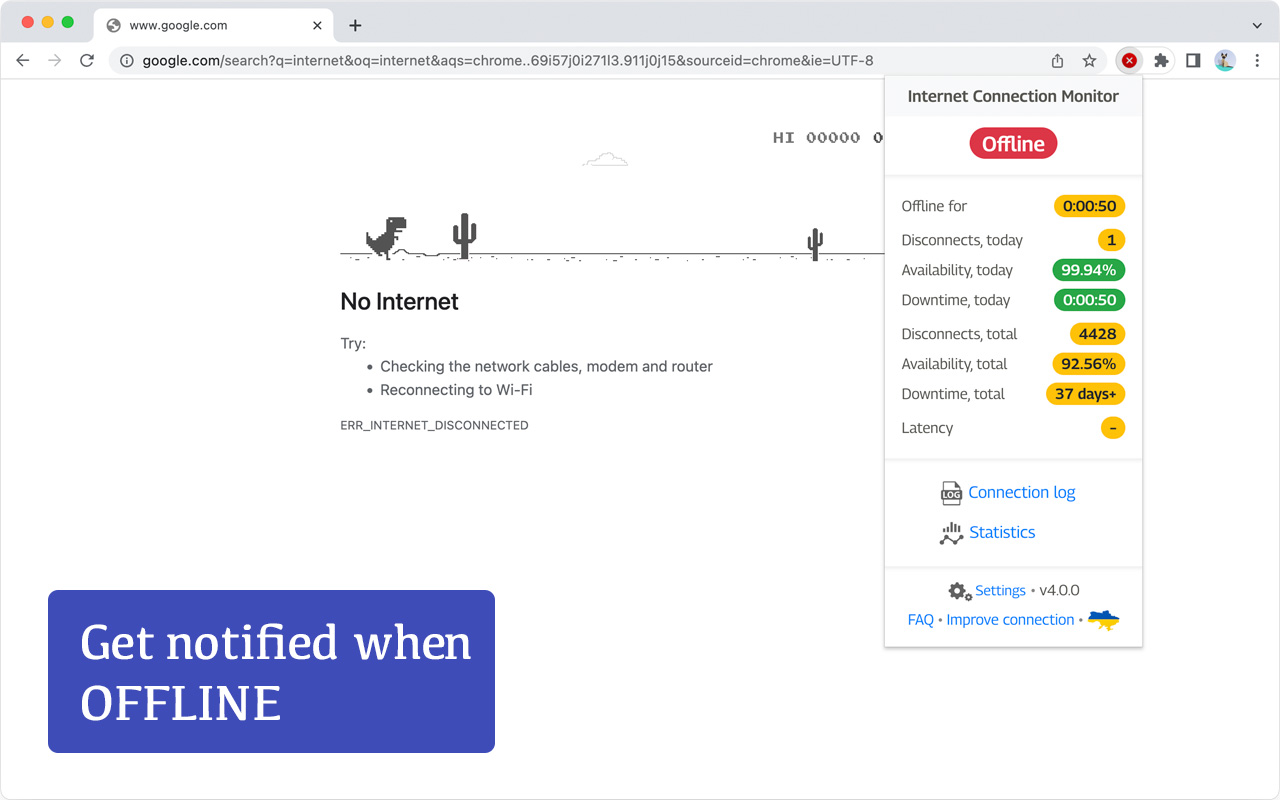 www.google.com
google.com/search?q=internet&oq=internet&aqs=chrome..69i57j0i271l3.911j0j15&sourceid=chrome&ie=UTF-8
Internet Connection Monitor
Offline
HI 00000 0
Offline for 0:00:50
Disconnects, today 1
Availability, today 99.94%
Downtime, today 0:00:50
Disconnects, total 4428
Availability, total 92.56%
Downtime, total 37 days+
Latency -
LOG Connection log
Statistics
Settings • v4.0.0
FAQ • Improve connection •
No Internet
Try:
• Checking the network cables, modem and router
• Reconnecting to Wi-Fi
ERR_INTERNET_DISCONNECTED
Get notified when
OFFLINE